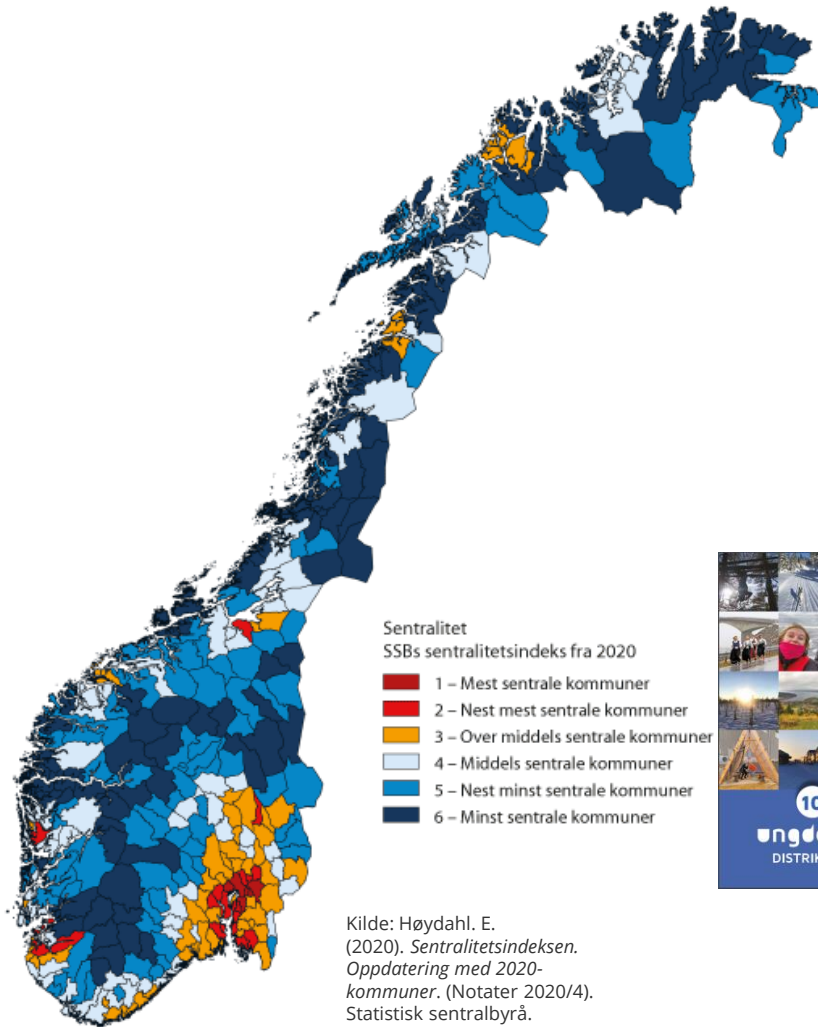 Sentralitet
SSBs sentralitetsindeks fra 2020
1 – Mest sentrale kommuner
2 – Nest mest sentrale kommuner
3 – Over middels sentrale kommuner
4 – Middels sentrale kommuner
5 – Nest minst sentrale kommuner
6 – Minst sentrale kommuner
10
DISTRIK
Kilde: Høydahl. E.
(2020). Sentralitetsindeksen.
Oppdatering med 2020-
kommuner. (Notater 2020/4).
Statistisk sentralbyrå.